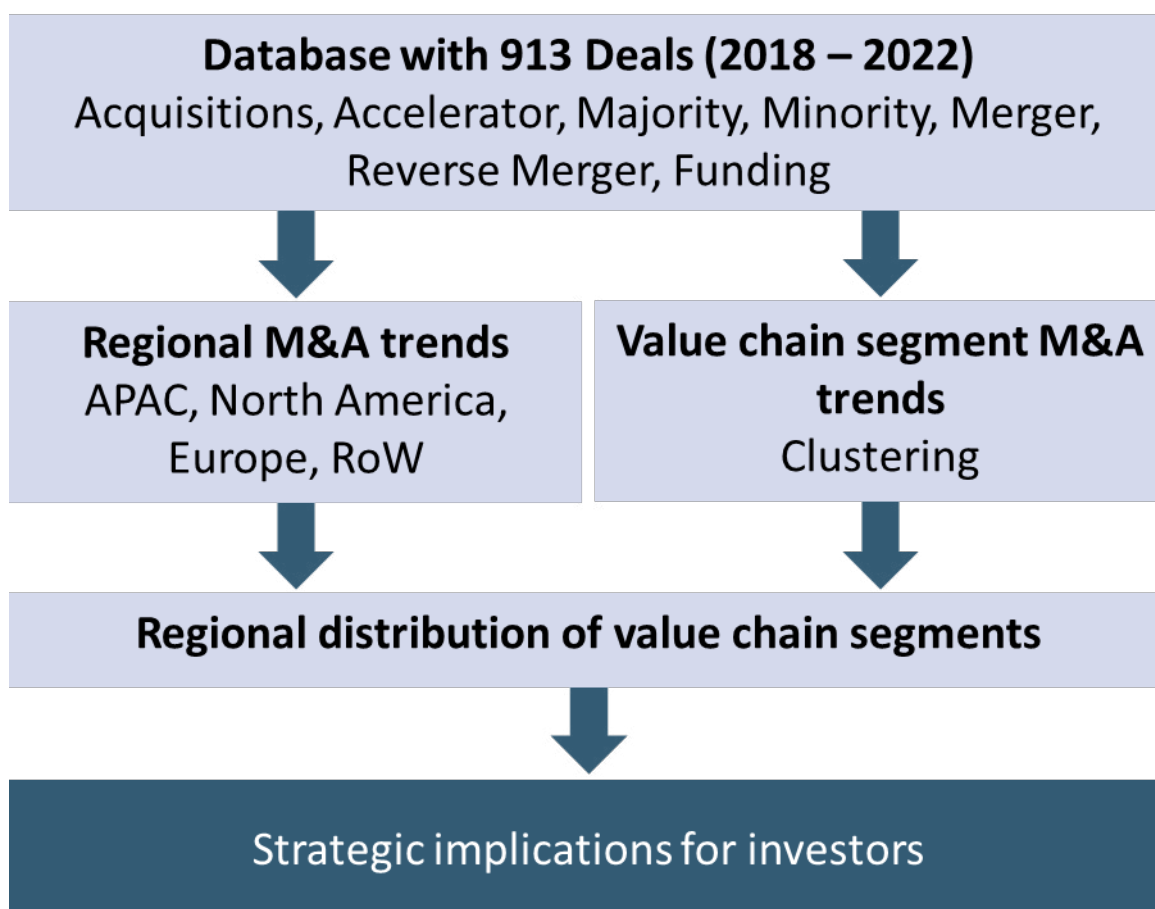 Database with 913 Deals (2018 – 2022)
Acquisitions, Accelerator, Majority, Minority, Merger,
Reverse Merger, Funding
Regional M&A trends
APAC, North America,
Europe, RoW
Value chain segment M&A
trends
Clustering
Regional distribution of value chain segments
Strategic implications for investors